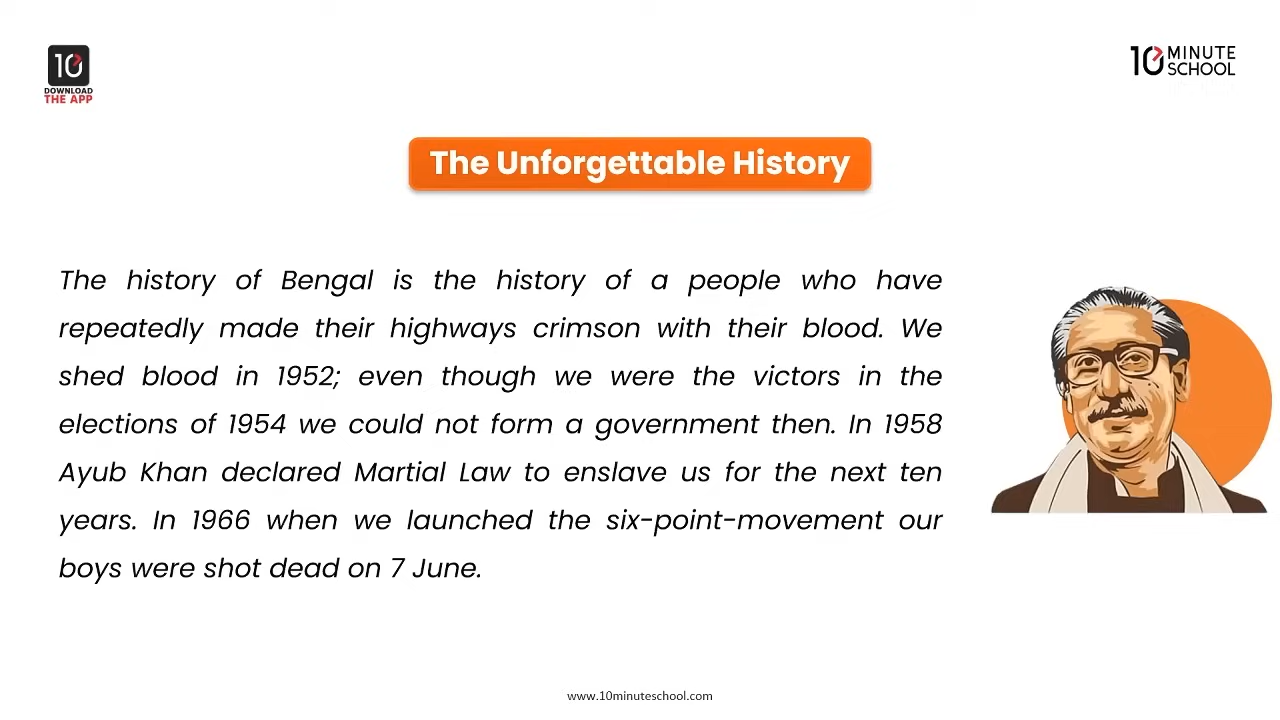 10
DOWNLOAD
THE APP
10 MINUTE
SCHOOL
The Unforgettable History
The history of Bengal is the history of a people who have
repeatedly made their highways crimson with their blood. We
shed blood in 1952; even though we were the victors in the
elections of 1954 we could not form a government then. In 1958
Ayub Khan declared Martial Law to enslave us for the next ten
years. In 1966 when we launched the six-point-movement our
boys were shot dead on 7 June.
www.10minuteschool.com